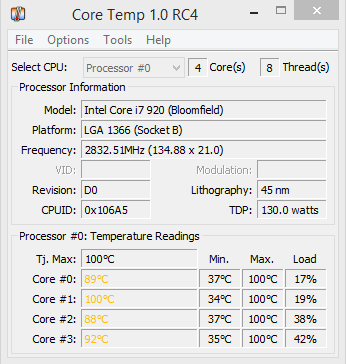 Core Temp 1.0 RC4
File Options Tools Help
Select CPU: Processor #0 4 Core(s) 8 Thread(s)
Processor Information
Model: Intel Core i7 920 (Bloomfield)
Platform: LGA 1366 (Socket B)
Frequency: 2832.51MHz (134.88 x 21.0)
VID: Modulation:
Revision: D0 Lithography: 45 nm
CPUID: 0x106A5 TDP: 130.0 watts
Processor #0: Temperature Readings
Tj. Max: 100°C Min. Max. Load
Core #0: 89°C 37°C 100°C 17%
Core #1: 100°C 34°C 100°C 19%
Core #2: 88°C 37°C 100°C 38%
Core #3: 92°C 35°C 100°C 42%